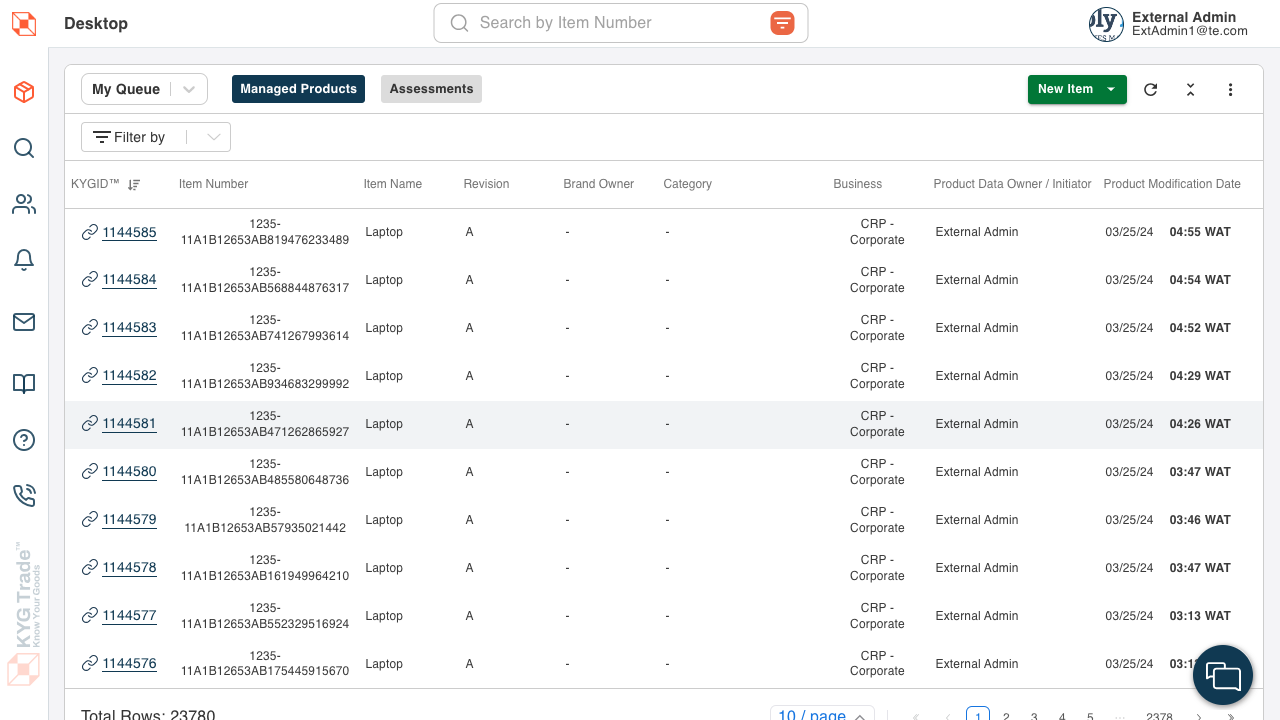 Desktop
Search by Item Number
External Admin
ExtAdmin1@te.com
My Queue
Managed Products
Assessments
New Item
Filter by
KYGID™ Item Number Item Name Revision Brand Owner Category Business Product Data Owner / Initiator Product Modification Date
1144585 1235-11A1B12653AB819476233489 Laptop A - - CRP - Corporate External Admin 03/25/24 04:55 WAT
1144584 1235-11A1B12653AB568844876317 Laptop A - - CRP - Corporate External Admin 03/25/24 04:54 WAT
1144583 1235-11A1B12653AB741267993614 Laptop A - - CRP - Corporate External Admin 03/25/24 04:52 WAT
1144582 1235-11A1B12653AB934683299992 Laptop A - - CRP - Corporate External Admin 03/25/24 04:29 WAT
1144581 1235-11A1B12653AB471262865927 Laptop A - - CRP - Corporate External Admin 03/25/24 04:26 WAT
1144580 1235-11A1B12653AB485580648736 Laptop A - - CRP - Corporate External Admin 03/25/24 03:47 WAT
1144579 1235-11A1B12653AB57935021442 Laptop A - - CRP - Corporate External Admin 03/25/24 03:46 WAT
1144578 1235-11A1B12653AB161949964210 Laptop A - - CRP - Corporate External Admin 03/25/24 03:47 WAT
1144577 1235-11A1B12653AB552329516924 Laptop A - - CRP - Corporate External Admin 03/25/24 03:13 WAT
1144576 1235-11A1B12653AB175445915670 Laptop A - - CRP - Corporate External Admin 03/25/24
Total Rows: 23780
10 / page
1 2 3 4 5 ··· 2378
KYG Trade™
Know Your Goods